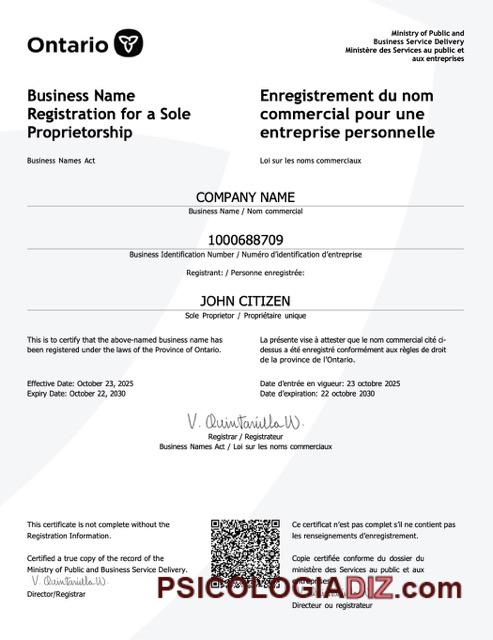 Ontario
Ministry of Public and
Business Service Delivery
Ministère des Services au public et
aux entreprises
Business Name
Registration for a Sole
Proprietorship
Enregistrement du nom
commercial pour une
entreprise personnelle
Business Names Act
Loi sur les noms commerciaux
COMPANY NAME
Business Name / Nom commercial
1000688709
Business Identification Number / Numéro d'identification d'entreprise
Registrant: / Personne enregistrée:
JOHN CITIZEN
Sole Proprietor / Propriétaire unique
This is to certify that the above-named business name has
been registered under the laws of the Province of Ontario.
La présente vise à attester que le nom commercial cité ci-
dessus a été enregistré conformément aux règles de droit
de la province de l'Ontario.
Effective Date: October 23, 2025
Expiry Date: October 22, 2030
Date d'entrée en vigueur: 23 octobre 2025
Date d'expiration: 22 octobre 2030
V. Quintanilla W.
Registrar / Registrateur
Business Names Act / Loi sur les noms commerciaux
This certificate is not complete without the
Registration Information.
Certified a true copy of the record of the
Ministry of Public and Business Service Delivery.
V. Quintanilla W.
Director/Registrar
Ce certificat n'est pas complet s'il ne contient pas
les renseignements d'enregistrement.
Copie certifiée conforme du dossier du
ministère des Services au public et aux
entreprises
Directeur ou registrateur
PSICOLOGIADIZ.com